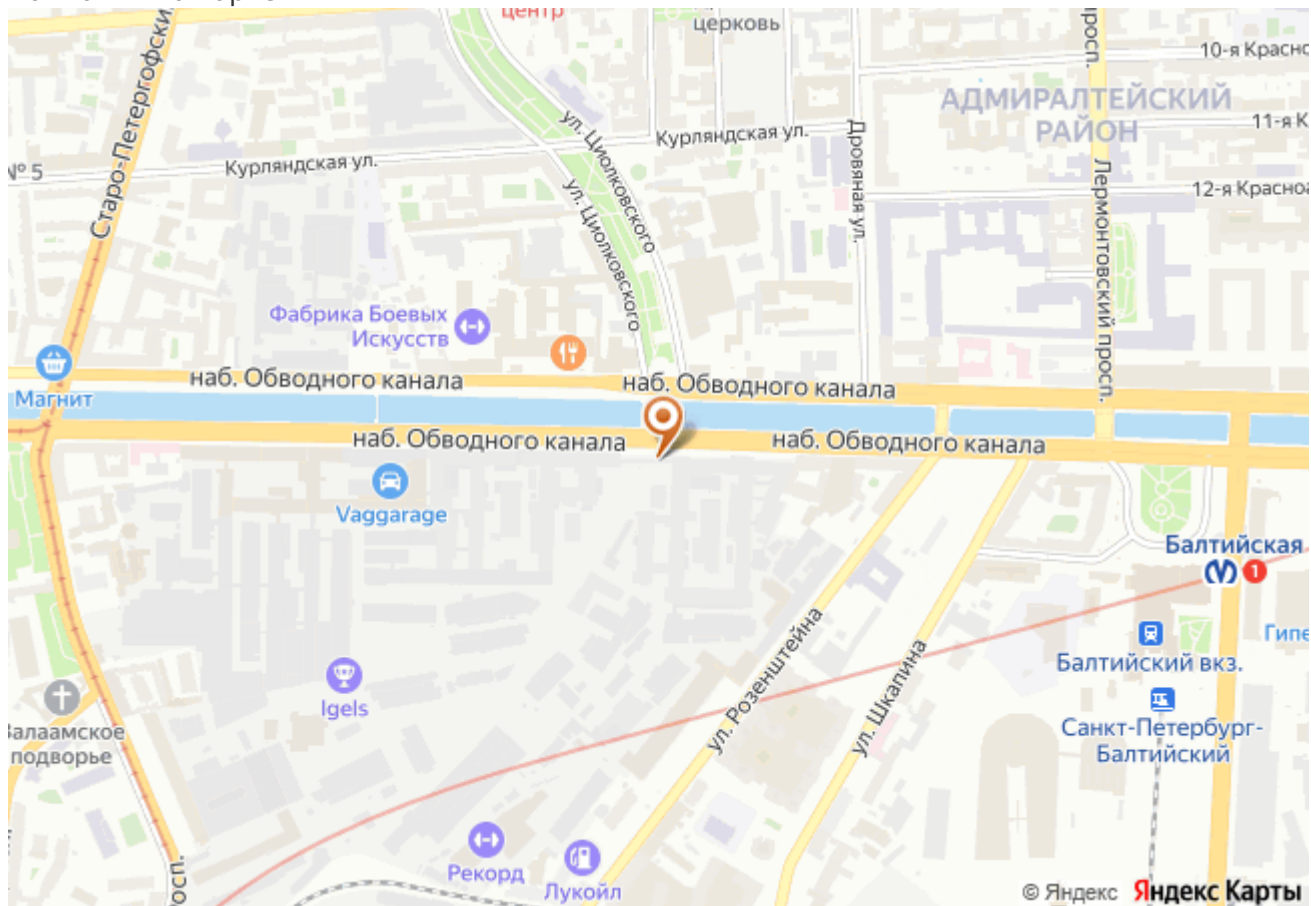 центр
церковь
просп.
10-я Красно
Старо-Петергофский
ул. Циолковского
АДМИРАЛТЕЙСКИЙ
РАЙОН
11-я К
№ 5
Курляндская ул.
Курляндская ул.
Дровяная ул.
Лермонтовский просп.
12-я Красноа
ул. Циолковского
Фабрика Боевых
Искусств
Магнит
наб. Обводного канала
наб. Обводного канала
наб. Обводного канала
наб. Обводного канала
Vaggarage
Балтийская
1
Балтийский вкз.
Гипе
ул. Розенштейна
ул. Шкапина
Igels
Валаамское
подворье
Санкт-Петербург-
Балтийский
Рекорд
Лукойл
росп.
© Яндекс Яндекс Карты